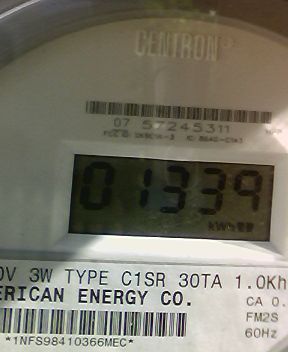 CENTRON®
07 57245311
01339
kWh
0V 3W TYPE C1SR 30TA 1.0Kh
ERICAN ENERGY CO.
CA 0.
FM2S
60Hz
*1NFS98410366MEC*